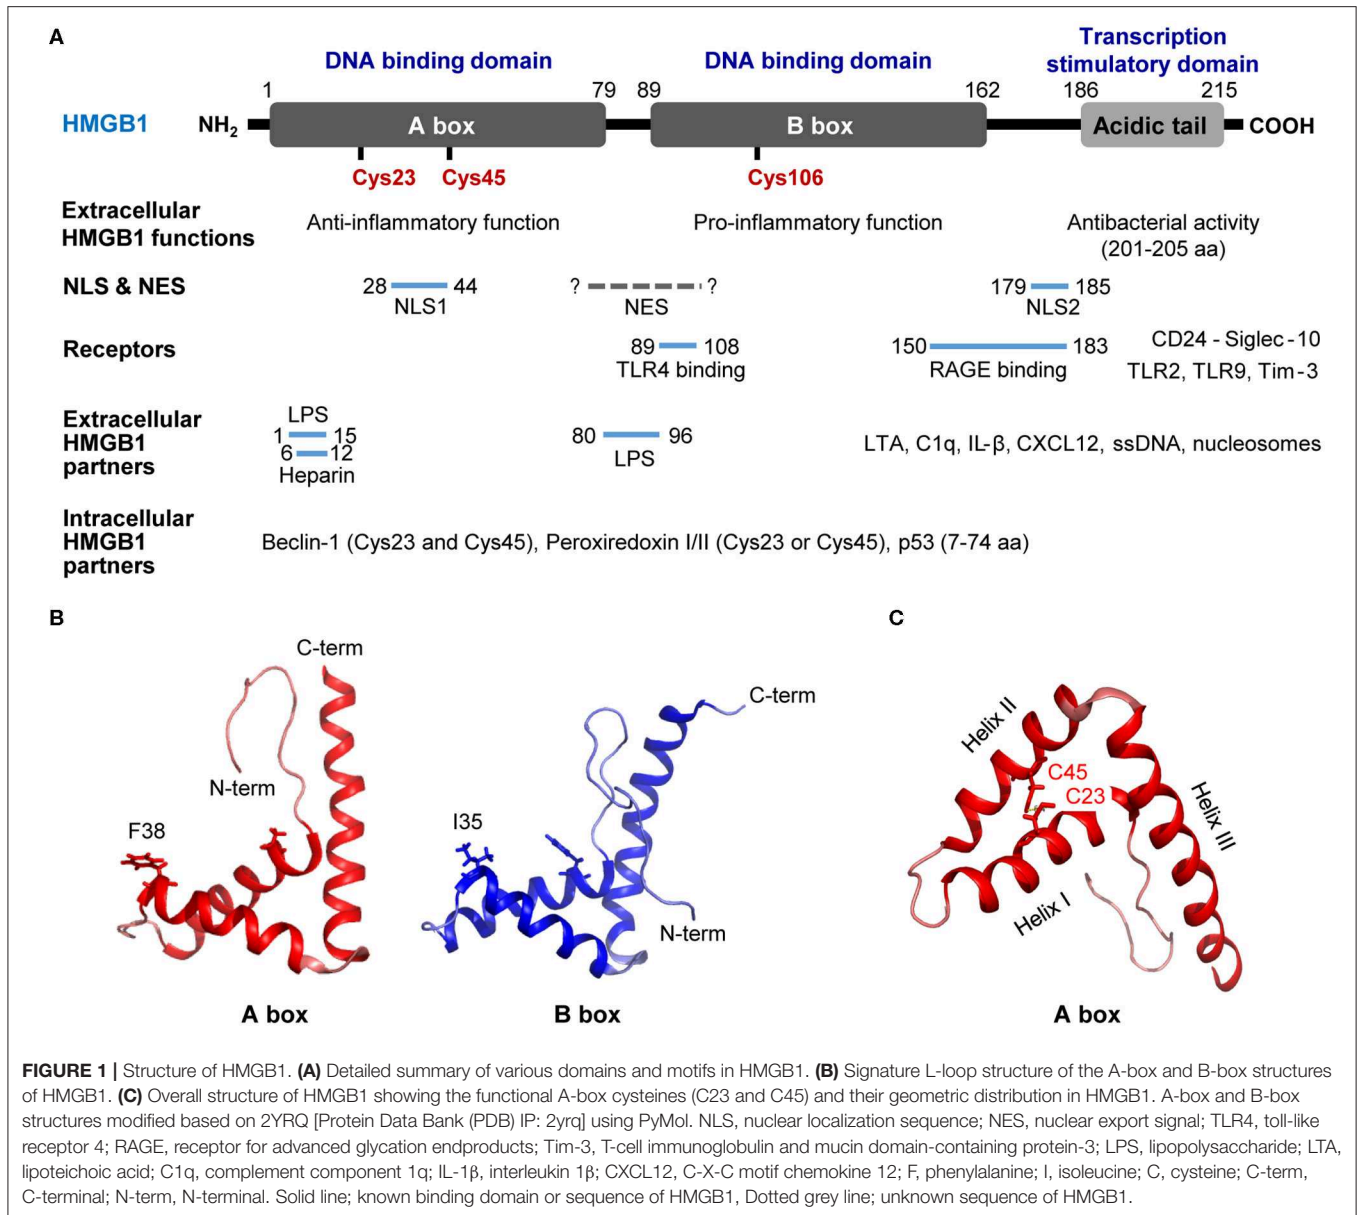 A
DNA binding domain
DNA binding domain
Transcription
stimulatory domain
1
79
89
162
186
215
HMGB1
NH2
A box
B box
Acidic tail
COOH
Cys23
Cys45
Cys106
Extracellular
HMGB1 functions
Anti-inflammatory function
Pro-inflammatory function
Antibacterial activity
(201-205 aa)
NLS & NES
28
44
NLS1
?
?
NES
179
185
NLS2
Receptors
89
108
TLR4 binding
150
183
RAGE binding
CD24 - Siglec - 10
TLR2, TLR9, Tim - 3
Extracellular
HMGB1
partners
LPS
1
15
6
12
Heparin
80
96
LPS
LTA, C1q, IL-β, CXCL12, ssDNA, nucleosomes
Intracellular
HMGB1
partners
Beclin-1 (Cys23 and Cys45), Peroxiredoxin I/II (Cys23 or Cys45), p53 (7-74 aa)
B
C-term
N-term
F38
A box
I35
C-term
N-term
B box
C
Helix II
C45
C23
Helix III
Helix I
A box
FIGURE 1 | Structure of HMGB1. (A) Detailed summary of various domains and motifs in HMGB1. (B) Signature L-loop structure of the A-box and B-box structures
of HMGB1. (C) Overall structure of HMGB1 showing the functional A-box cysteines (C23 and C45) and their geometric distribution in HMGB1. A-box and B-box
structures modified based on 2YRQ [Protein Data Bank (PDB) IP: 2yrq] using PyMol. NLS, nuclear localization sequence; NES, nuclear export signal; TLR4, toll-like
receptor 4; RAGE, receptor for advanced glycation endproducts; Tim-3, T-cell immunoglobulin and mucin domain-containing protein-3; LPS, lipopolysaccharide; LTA,
lipoteichoic acid; C1q, complement component 1q; IL-1β, interleukin 1β; CXCL12, C-X-C motif chemokine 12; F, phenylalanine; I, isoleucine; C, cysteine; C-term,
C-terminal; N-term, N-terminal. Solid line; known binding domain or sequence of HMGB1, Dotted grey line; unknown sequence of HMGB1.